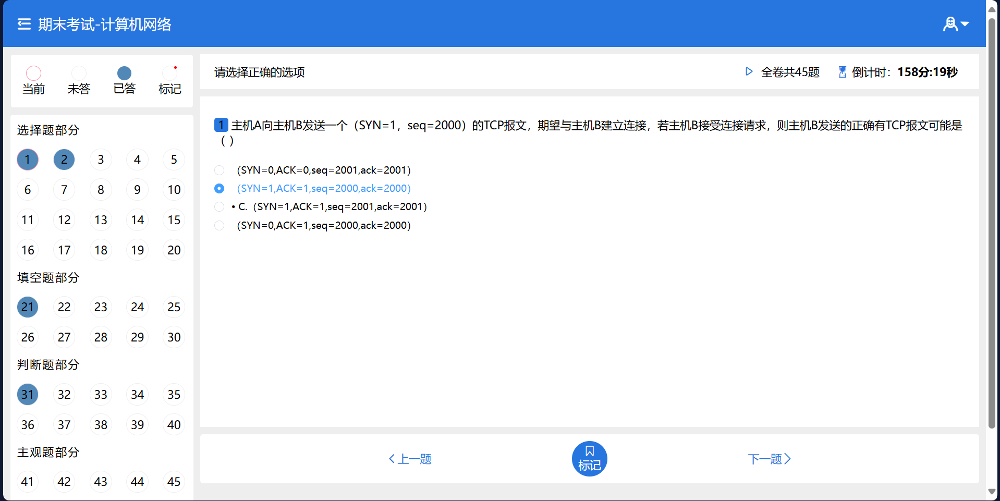 期末考试-计算机网络
当前 未答 已答 标记
选择题部分
1 2 3 4 5
6 7 8 9 10
11 12 13 14 15
16 17 18 19 20
填空题部分
21 22 23 24 25
26 27 28 29 30
判断题部分
31 32 33 34 35
36 37 38 39 40
主观题部分
41 42 43 44 45
请选择正确的选项
全卷共45题 倒计时：158分:19秒
1 主机A向主机B发送一个（SYN=1，seq=2000）的TCP报文，期望与主机B建立连接，若主机B接受连接请求，则主机B发送的正确有TCP报文可能是
（ ）
（SYN=0,ACK=0,seq=2001,ack=2001）
（SYN=1,ACK=1,seq=2000,ack=2000）
• C.（SYN=1,ACK=1,seq=2001,ack=2001）
（SYN=0,ACK=1,seq=2000,ack=2000）
上一题 标记 下一题